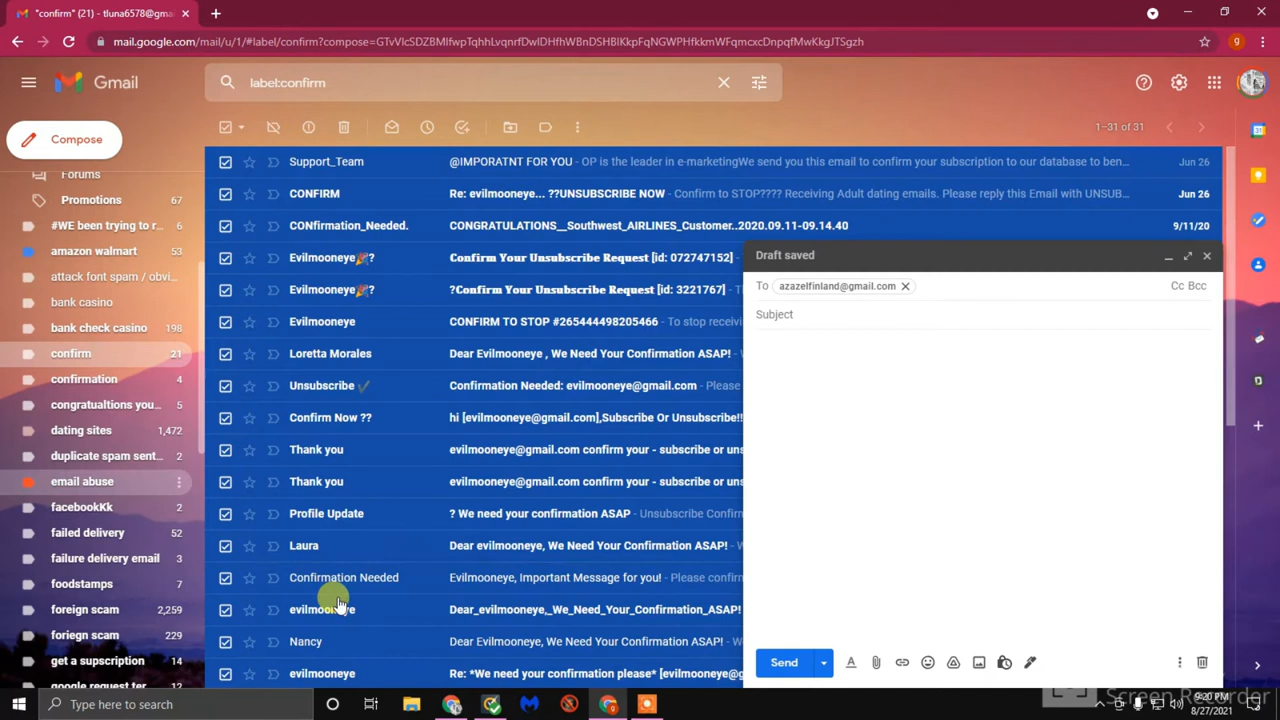 "confirm" (21) - tluna6578@gma
mail.google.com/mail/u/1/#label/confirm?compose=GTvVlcSDZBMlfwpTqhhLvqnrfDwlDHfhWBnDSHBlKkpFqNGWPHfkkmWFqmcxcDnpqfMwKkgJTSgzh
g
Gmail
label:confirm
Compose
1–31 of 31
Forums
Promotions 67
#WE been trying to r... 6
amazon walmart 53
attack font spam / obvi...
bank casino
bank check casino 198
confirm 21
confirmation 4
congratualtions you... 5
dating sites 1,472
duplicate spam sent... 2
email abuse
facebookKk 2
failed delivery 52
failure delivery email 3
foodstamps 7
foreign scam 2,259
foriegn scam 229
get a supscription 14
google request ter
Support_Team @IMPORATNT FOR YOU - OP is the leader in e-marketingWe send you this email to confirm your subscription to our database to ben... Jun 26
CONFIRM Re: evilmooneye... ??UNSUBSCRIBE NOW - Confirm to STOP???? Receiving Adult dating emails. Please reply this Email with UNSUB... Jun 26
CONfirmation_Needed. CONGRATULATIONS__Southwest_AIRLINES_Customer..2020.09.11-09.14.40 9/11/20
Evilmooneye🎉? Confirm Your Unsubscribe Request [id: 072747152] - T
Evilmooneye🎉? ?Confirm Your Unsubscribe Request [id: 3221767] - T
Evilmooneye CONFIRM TO STOP #265444498205466 - To stop receivi
Loretta Morales Dear Evilmooneye , We Need Your Confirmation ASAP! -
Unsubscribe ✓ Confirmation Needed: evilmooneye@gmail.com - Please
Confirm Now ?? hi [evilmooneye@gmail.com],Subscribe Or Unsubscribe!!
Thank you evilmooneye@gmail.com confirm your - subscribe or uns
Thank you evilmooneye@gmail.com confirm your - subscribe or uns
Profile Update ? We need your confirmation ASAP - Unsubscribe Confirm
Laura Dear evilmooneye, We Need Your Confirmation ASAP! -
Confirmation Needed Evilmooneye, Important Message for you! - Please confirm
evilmooneye Dear_evilmooneye,_We_Need_Your_Confirmation_ASAP!
Nancy Dear Evilmooneye, We Need Your Confirmation ASAP! -
evilmooneye Re: *We need your confirmation please* [evilmooneye@g
Draft saved
To azazelfinland@gmail.com
Cc Bcc
Subject
Send
Type here to search
Screen Recorder
9:20 PM
8/27/2021